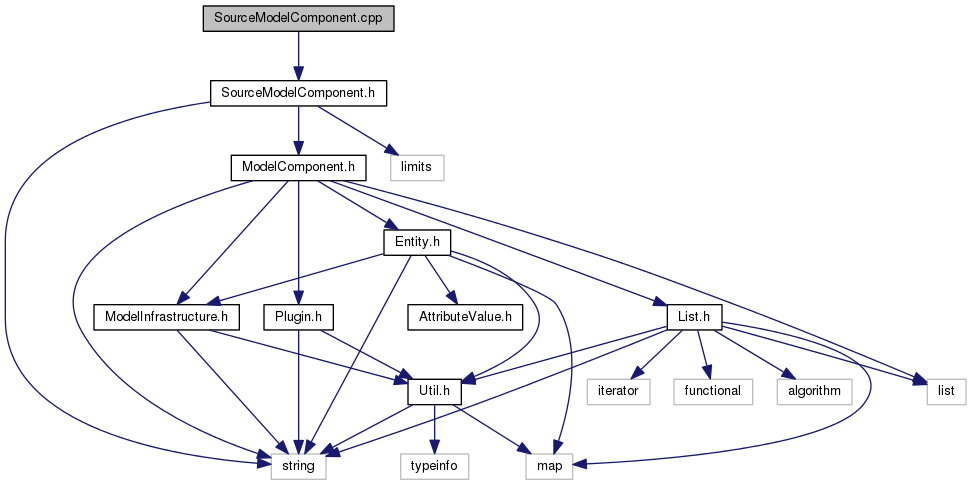 SourceModelComponent.cpp
SourceModelComponent.h
ModelComponent.h
limits
Entity.h
ModelInfrastructure.h
Plugin.h
AttributeValue.h
List.h
Util.h
iterator
functional
algorithm
list
string
typeinfo
map